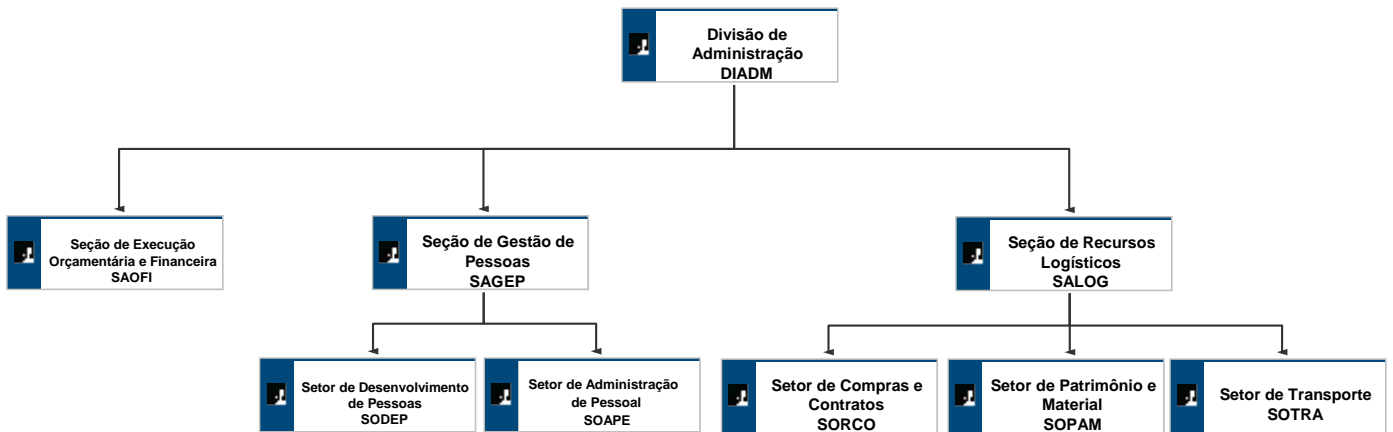 Divisão de
Administração
DIADM
Seção de Execução
Orçamentária e Financeira
SAOFI
Seção de Gestão de
Pessoas
SAGEP
Seção de Recursos
Logísticos
SALOG
Setor de Desenvolvimento
de Pessoas
SODEP
Setor de Administração
de Pessoal
SOAPE
Setor de Compras e
Contratos
SORCO
Setor de Patrimônio e
Material
SOPAM
Setor de Transporte
SOTRA